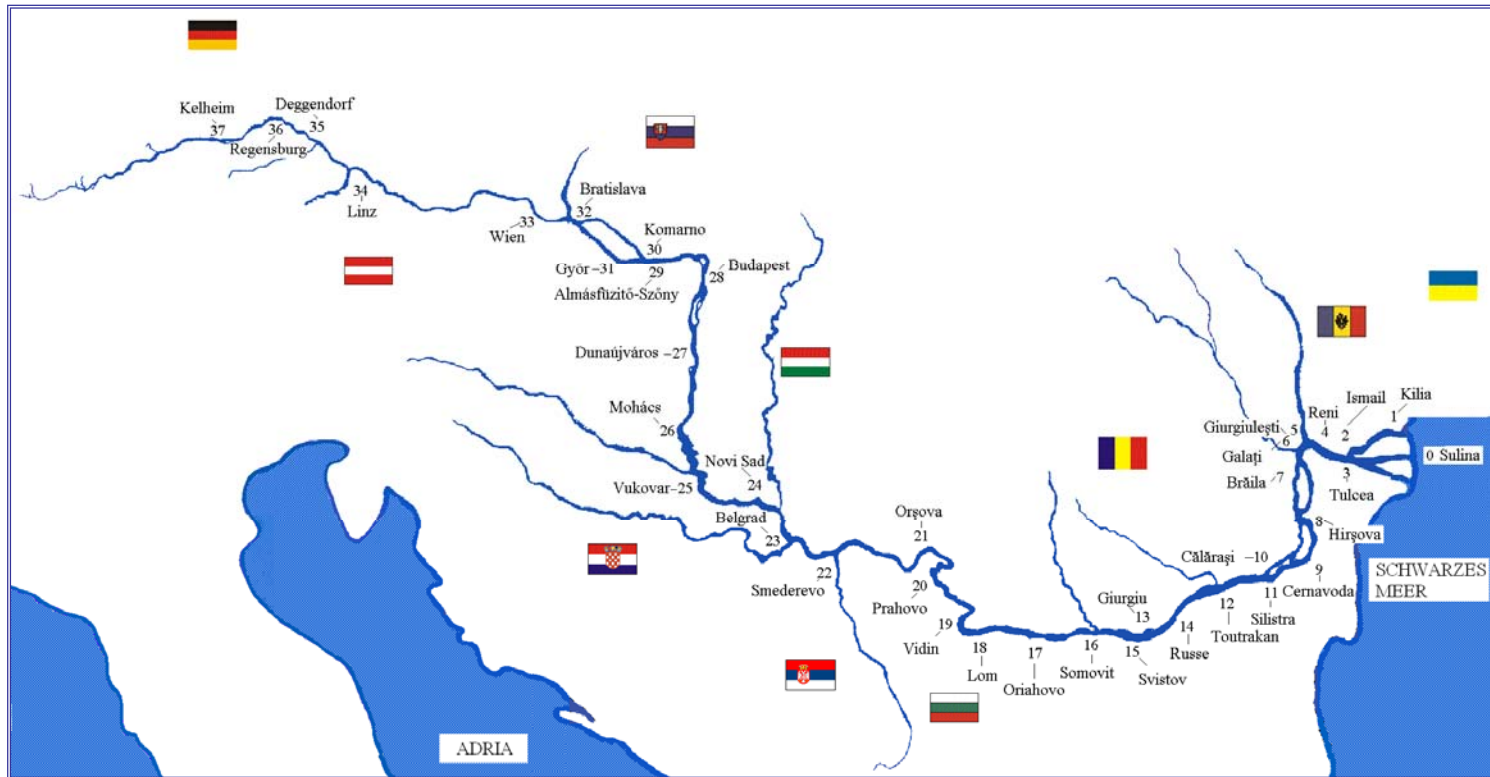 Kelheim
37
Deggendorf
35
36
Regensburg
34
Linz
Bratislava
32
33
Wien
Komarno
30
Győr –31
29
Almásfüzitő-Szőny
Budapest
28
Dunaújváros –27
Mohács
26
Novi Sad
24
Vukovar–25
Belgrad
23
Smederevo
22
Orşova
21
20
Prahovo
19
Vidin
18
Lom
17
Oriahovo
16
Somovit
Giurgiu
13
15
Svistov
14
Russe
12
Toutrakan
11
Silistra
Călăraşi –10
9
Cernavoda
8
Hirşova
Brăila
7
Galaţi
6
Giurgiuleşti
5
Reni
4
Ismail
2
Kilia
1
0 Sulina
3
Tulcea
SCHWARZES
MEER
ADRIA